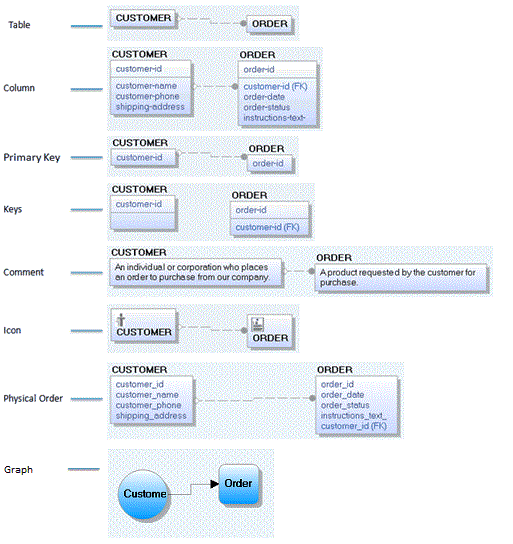 Table
CUSTOMER
ORDER
Column
CUSTOMER
customer-id
customer-name
customer-phone
shipping-address
ORDER
order-id
customer-id (FK)
order-date
order-status
instructions-text-
Primary Key
CUSTOMER
customer-id
ORDER
order-id
Keys
CUSTOMER
customer-id
ORDER
order-id
customer-id (FK)
Comment
CUSTOMER
An individual or corporation who places
an order to purchase from our company.
ORDER
A product requested by the customer for
purchase.
Icon
CUSTOMER
ORDER
Physical Order
CUSTOMER
customer_id
customer_name
customer_phone
shipping_address
ORDER
order_id
order_date
order_status
instructions_text_
customer_id (FK)
Graph
Custome
Order